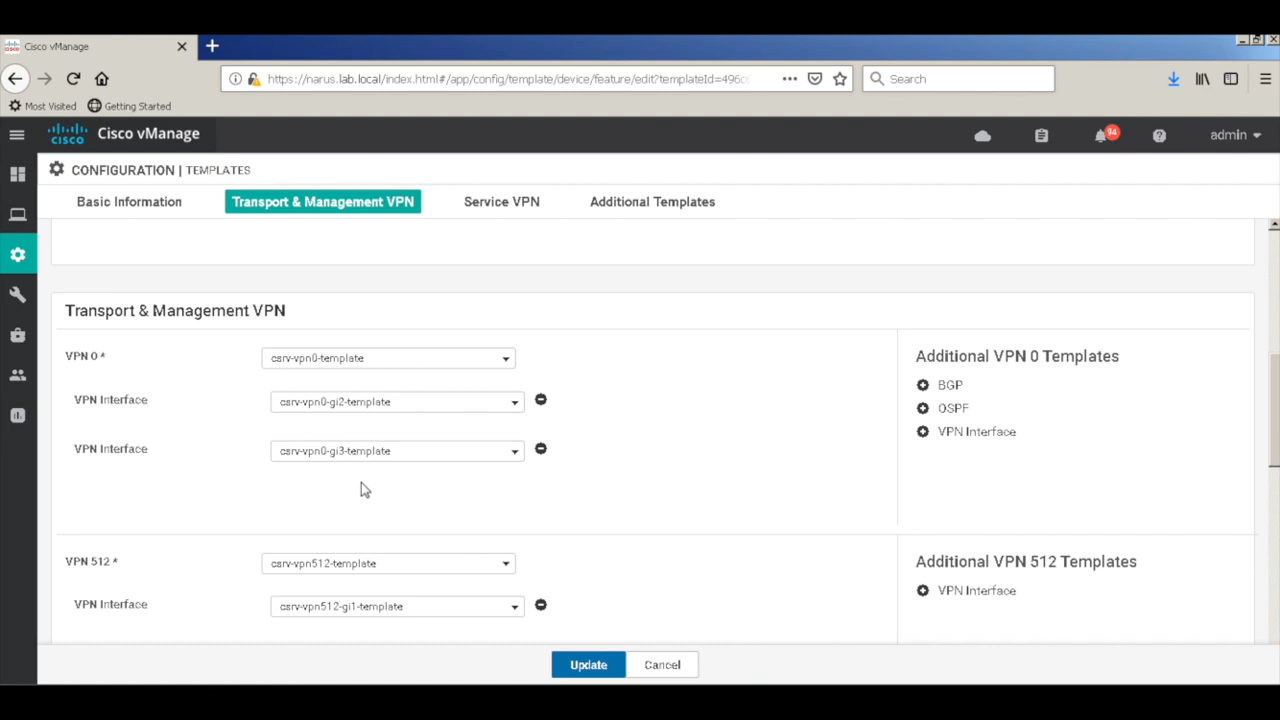 Cisco vManage
https://narus.lab.local/index.html#/app/config/template/device/feature/edit?templateId=496c
Search
Most Visited
Getting Started
CISCO
Cisco vManage
94
admin
CONFIGURATION | TEMPLATES
Basic Information
Transport & Management VPN
Service VPN
Additional Templates
Transport & Management VPN
VPN 0 *
csrv-vpn0-template
VPN Interface
csrv-vpn0-gi2-template
VPN Interface
csrv-vpn0-gi3-template
Additional VPN 0 Templates
BGP
OSPF
VPN Interface
VPN 512 *
csrv-vpn512-template
VPN Interface
csrv-vpn512-gi1-template
Additional VPN 512 Templates
VPN Interface
Update
Cancel